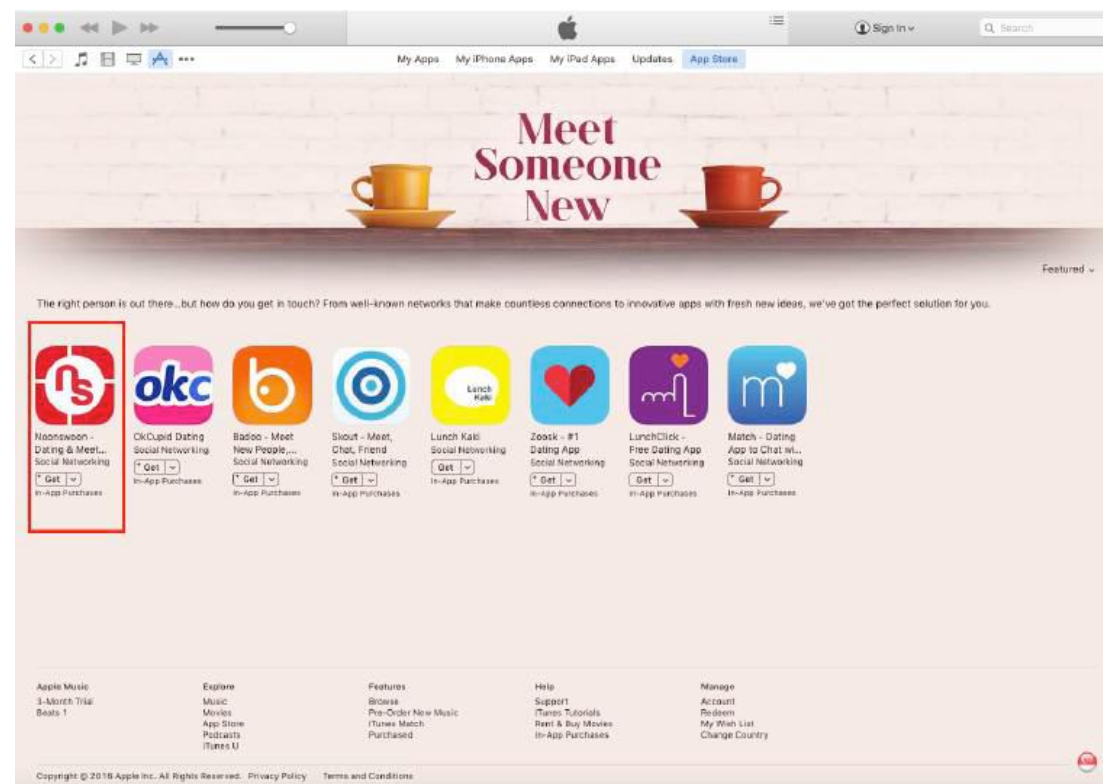 Sign In
Search
My Apps My iPhone Apps My iPad Apps Updates App Store
Meet
Someone
New
Featured
The right person is out there...but how do you get in touch? From well-known networks that make countless connections to innovative apps with fresh new ideas, we've got the perfect solution for you.
ns
okc
b
Lunch
Kaki
m
Noonswoon -
Dating & Meet...
Social Networking
+ Get
In-App Purchases
OkCupid Dating
Social Networking
+ Get
In-App Purchases
Badoo - Meet
New People,...
Social Networking
+ Get
In-App Purchases
Skout - Meet,
Chat, Friend
Social Networking
+ Get
In-App Purchases
Lunch Kaki
Social Networking
Get
In-App Purchases
Zoosk - #1
Dating App
Social Networking
+ Get
In-App Purchases
LunchClick -
Free Dating App
Social Networking
Get
In-App Purchases
Match - Dating
App to Chat wi...
Social Networking
+ Get
In-App Purchases
Apple Music
3-Month Trial
Beats 1
Explore
Music
Movies
App Store
Podcasts
iTunes U
Features
Browse
Pre-Order New Music
iTunes Match
Purchased
Help
Support
iTunes Tutorials
Rent & Buy Movies
In-App Purchases
Manage
Account
Redeem
My Wish List
Change Country
Copyright © 2016 Apple Inc. All Rights Reserved. Privacy Policy Terms and Conditions